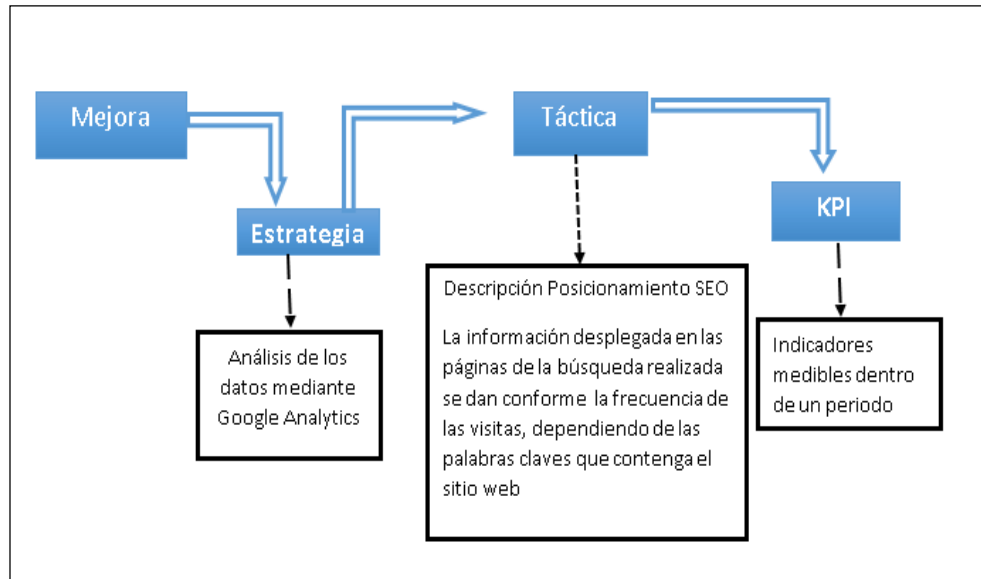 Mejora
Táctica
Estrategia
KPI
Descripción Posicionamiento SEO
La información desplegada en las
páginas de la búsqueda realizada
se dan conforme la frecuencia de
las visitas, dependiendo de las
palabras claves que contenga el
sitio web
Análisis de los
datos mediante
Google Analytics
Indicadores
medibles dentro
de un periodo